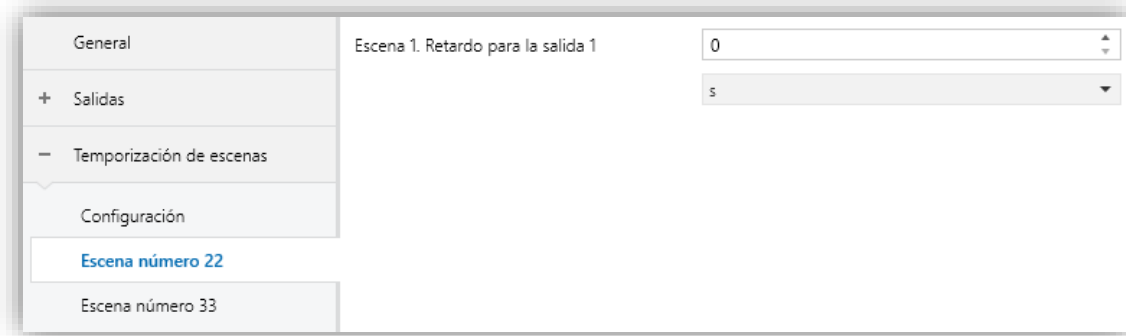 General
Salidas
Temporización de escenas
Configuración
Escena número 22
Escena número 33
Escena 1. Retardo para la salida 1
0
s